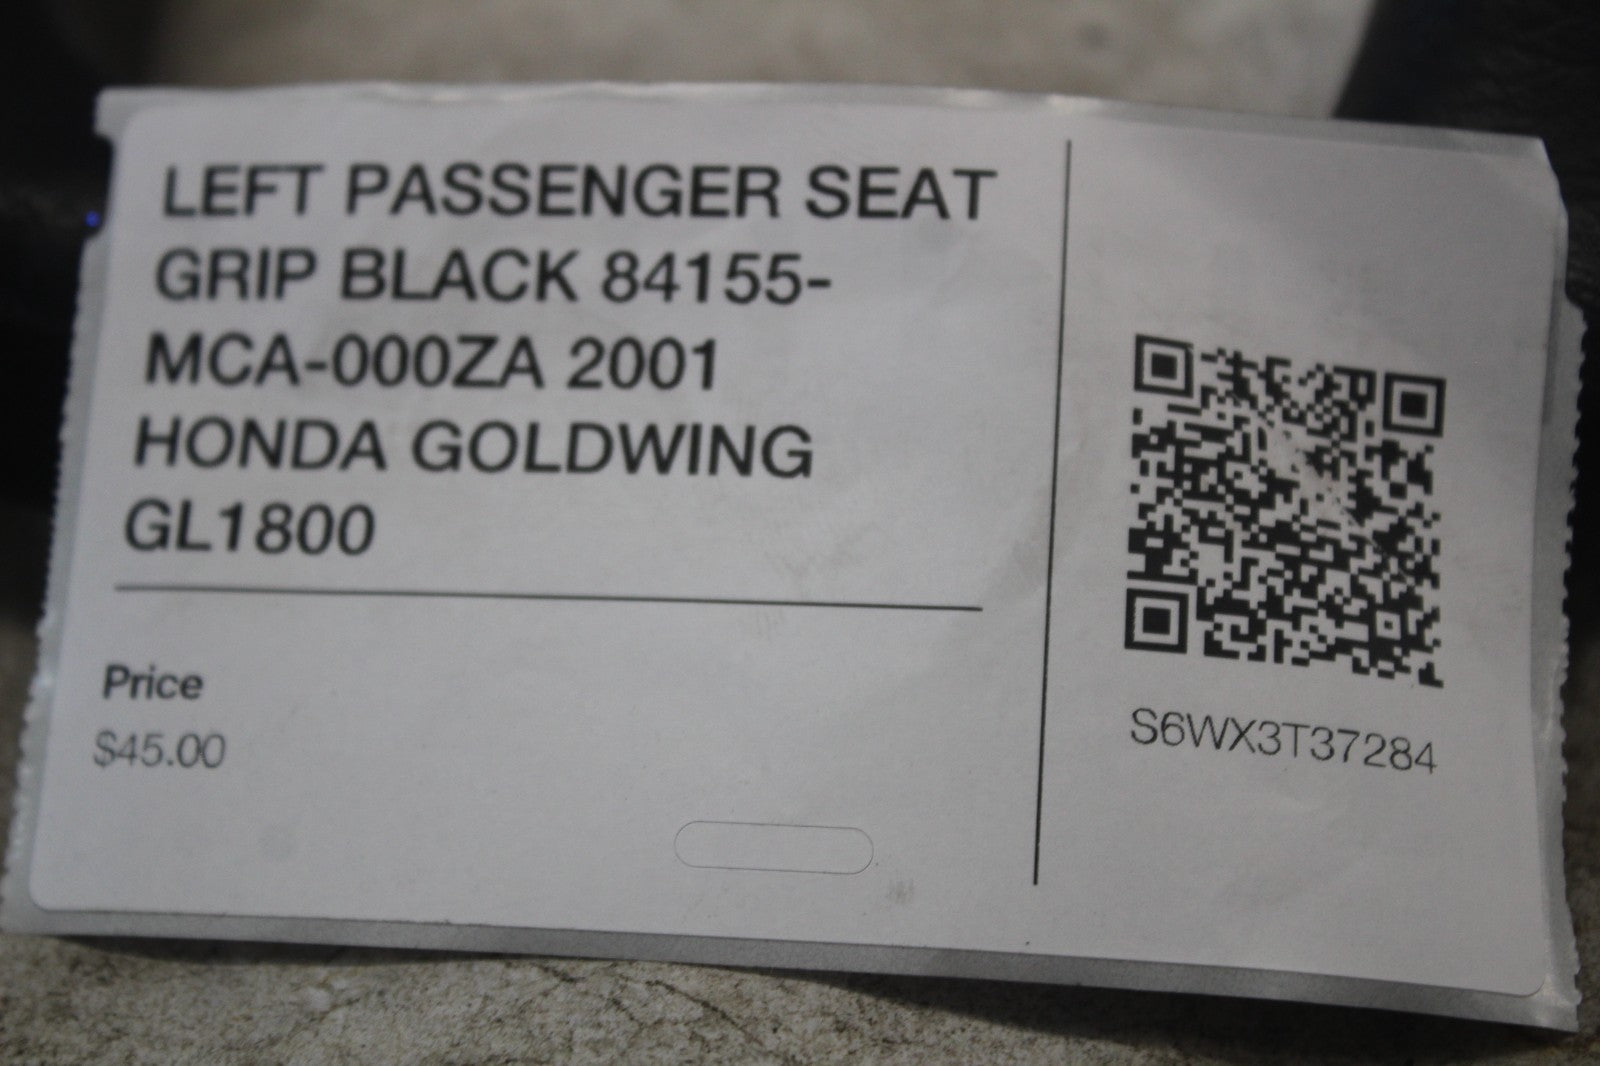 LEFT PASSENGER SEAT
GRIP BLACK 84155-
MCA-000ZA 2001
HONDA GOLDWING
GL1800
Price
$45.00
S6WX3T37284